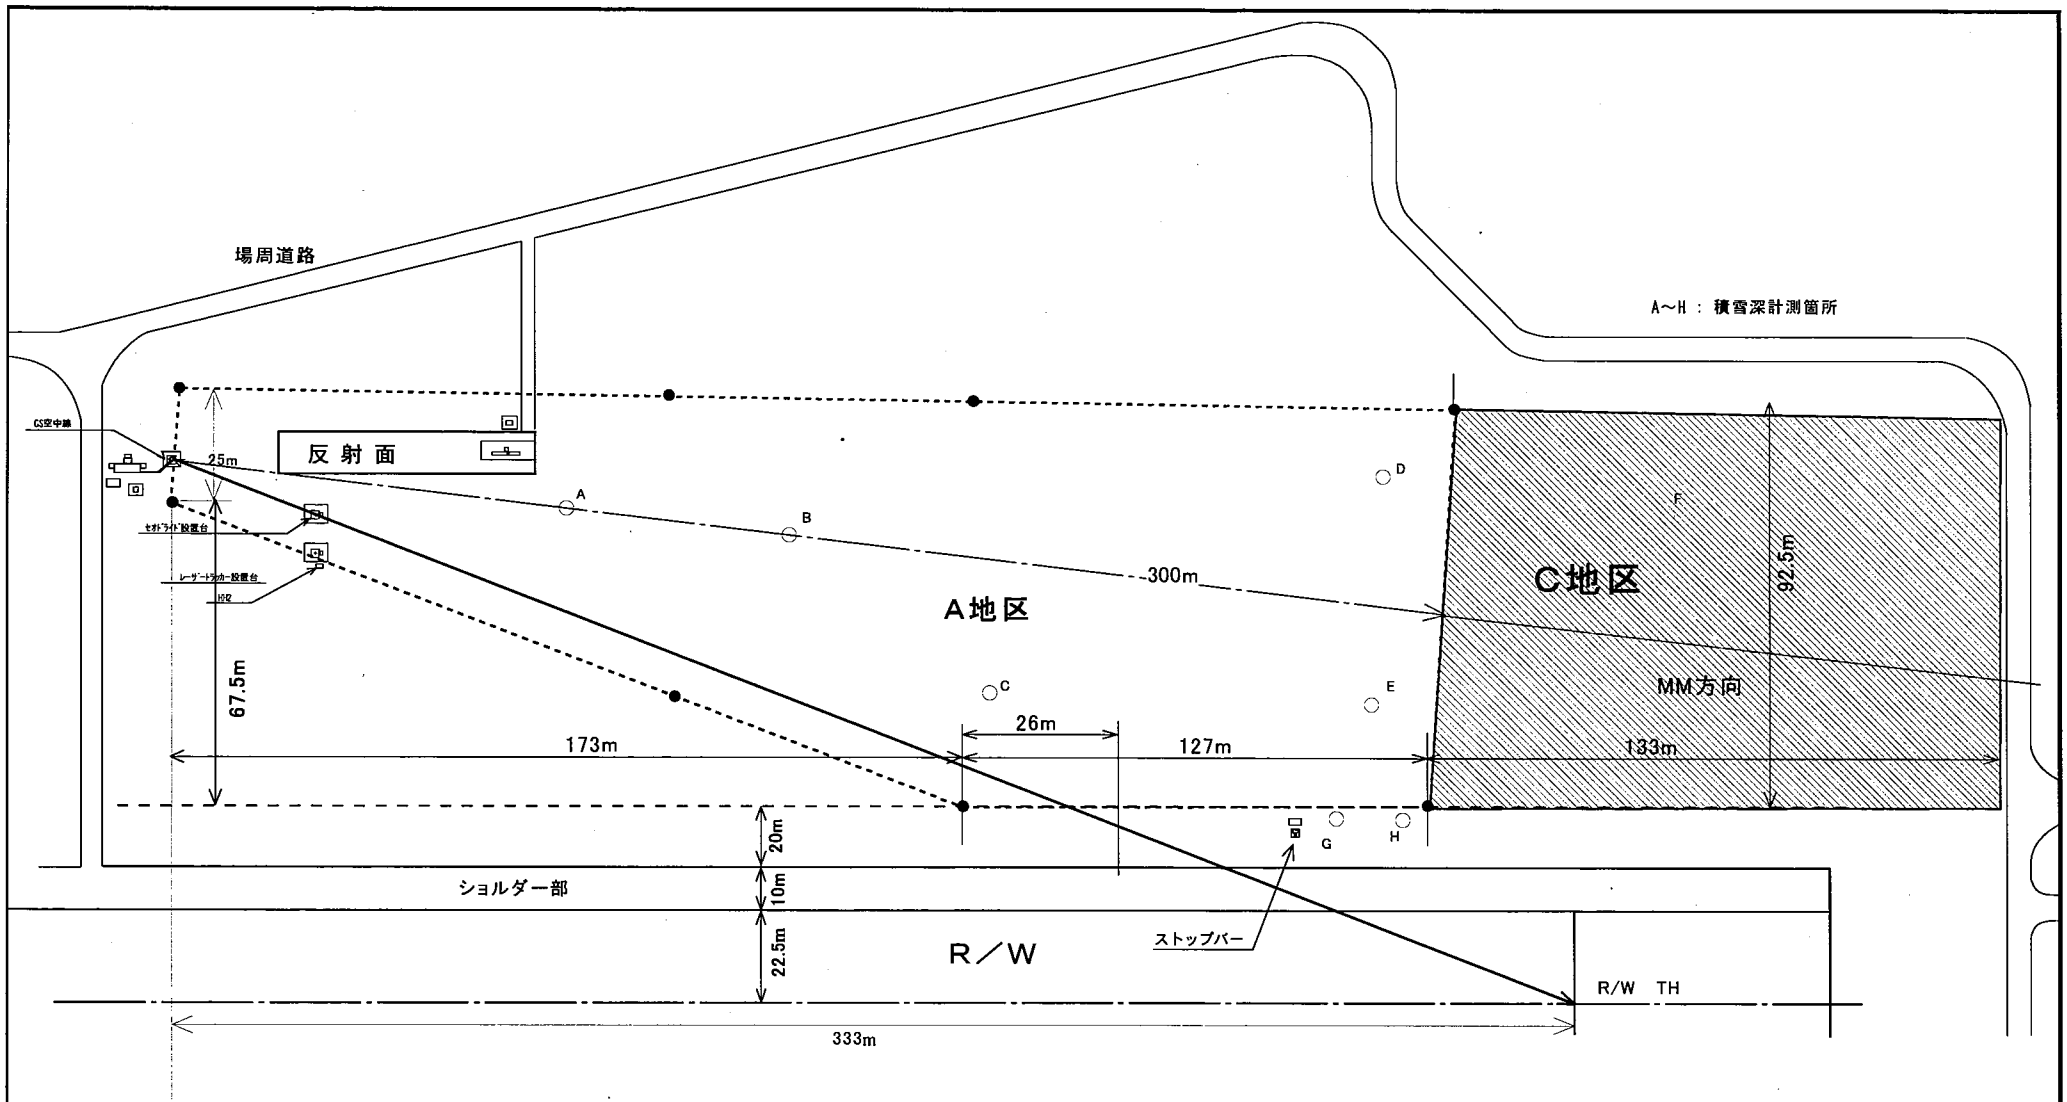 場周道路
A～H : 積雪深計測箇所
GS空中線
25m
反射面
A
B
D
F
セオドライト設置台
レーザートラッカー設置台
HH2
300m
92.5m
C地区
A地区
67.5m
C
E
MM方向
26m
173m
127m
133m
20m
G
H
ショルダー部
10m
22.5m
R／W
ストップバー
R/W TH
333m